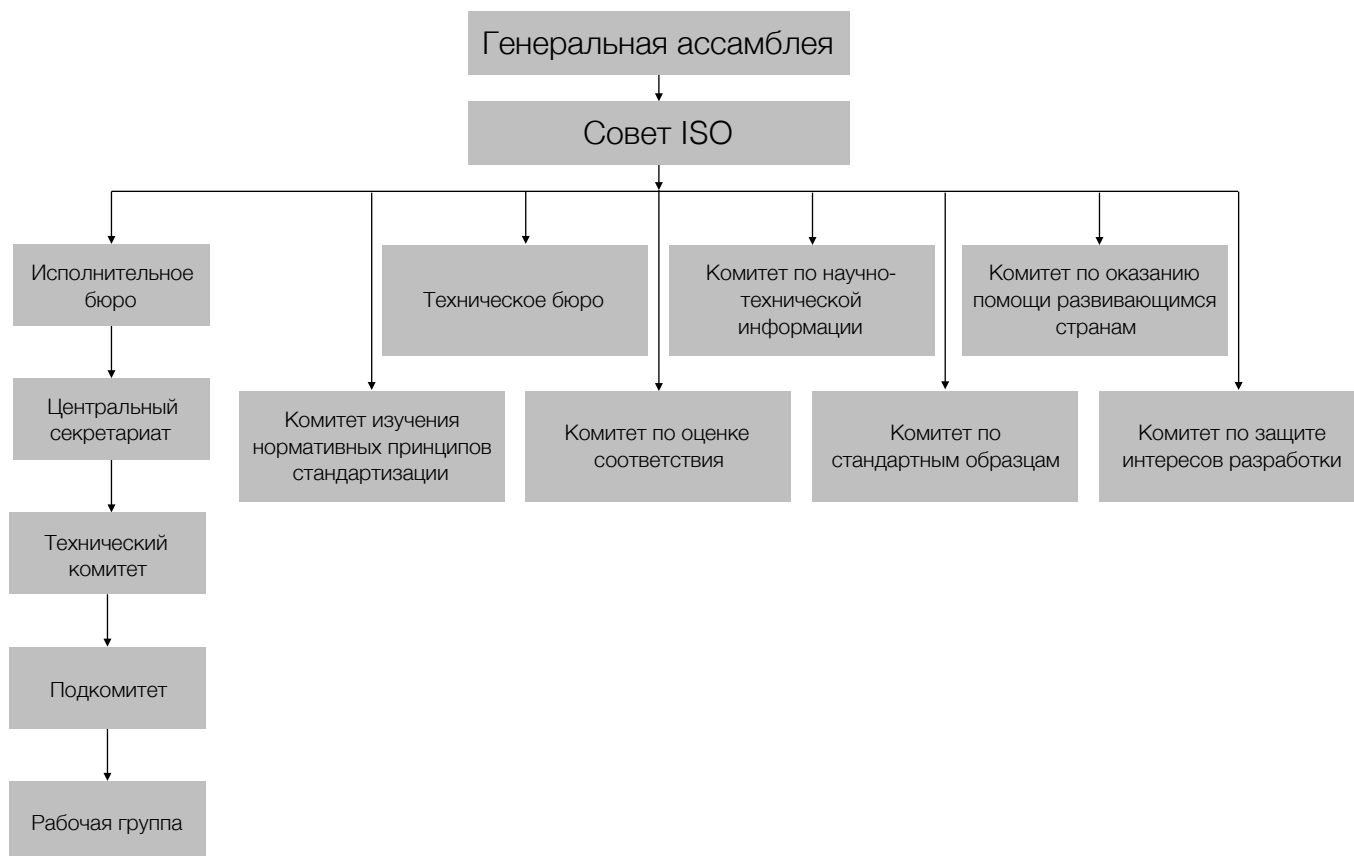 Генеральная ассамблея
Совет ISO
Исполнительное
бюро
Техническое бюро
Комитет по научно-
технической
информации
Комитет по оказанию
помощи развивающимся
странам
Центральный
секретариат
Комитет изучения
нормативных принципов
стандартизации
Комитет по оценке
соответствия
Комитет по
стандартным образцам
Комитет по защите
интересов разработки
Технический
комитет
Подкомитет
Рабочая группа